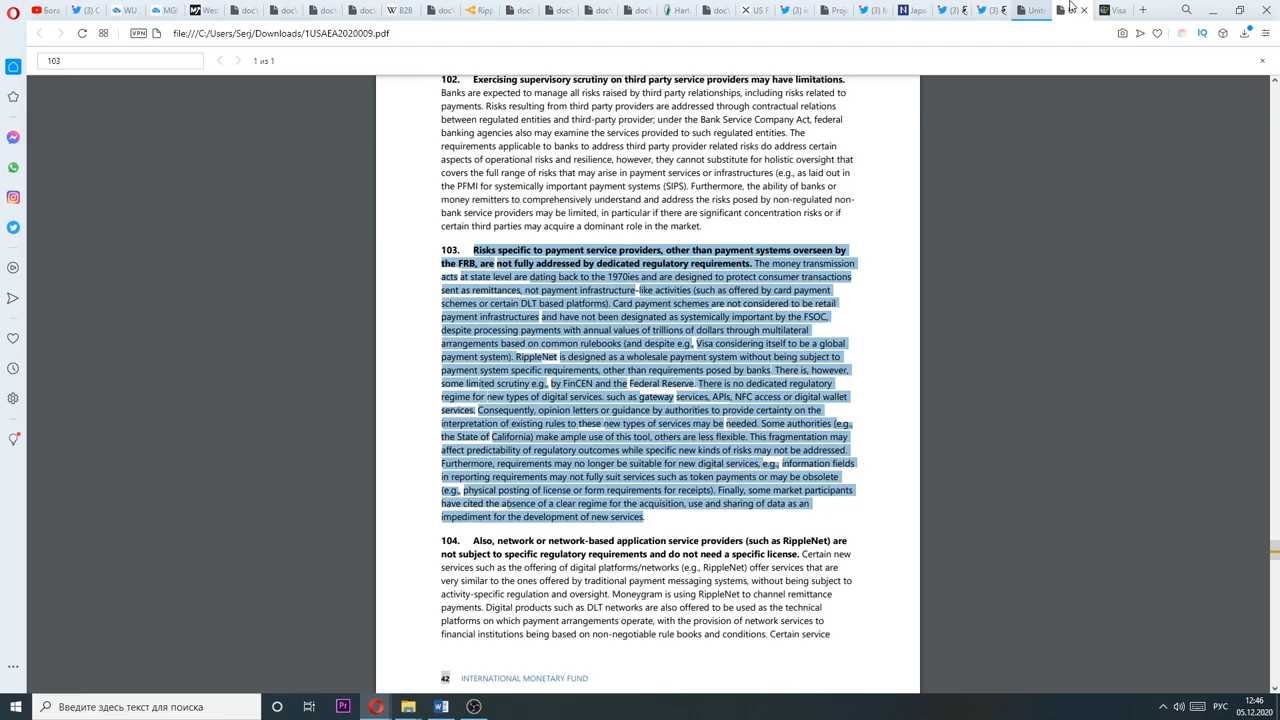 Bora
doc
(3) C
WU
MGI
Wes
doc
doc
W B2B
doc
Ripp
doc
doc
doc
doc
Hart
doc
US F
(3) in
Proj
(3) M
Japa
(3)
(3)
Unite
Visa
VPN
file:///C:/Users/Serj/Downloads/1USAEA2020009.pdf
103
1 из 1
102. Exercising supervisory scrutiny on third party service providers may have limitations.
Banks are expected to manage all risks raised by third party relationships, including risks related to
payments. Risks resulting from third party providers are addressed through contractual relations
between regulated entities and third-party provider; under the Bank Service Company Act, federal
banking agencies also may examine the services provided to such regulated entities. The
requirements applicable to banks to address third party provider related risks do address certain
aspects of operational risks and resilience, however, they cannot substitute for holistic oversight that
covers the full range of risks that may arise in payment services or infrastructures (e.g., as laid out in
the PFMI for systemically important payment systems (SIPS). Furthermore, the ability of banks or
money remitters to comprehensively understand and address the risks posed by non-regulated non-
bank service providers may be limited, in particular if there are significant concentration risks or if
certain third parties may acquire a dominant role in the market.
103. Risks specific to payment service providers, other than payment systems overseen by
the FRB, are not fully addressed by dedicated regulatory requirements. The money transmission
acts at state level are dating back to the 1970ies and are designed to protect consumer transactions
sent as remittances, not payment infrastructure-like activities (such as offered by card payment
schemes or certain DLT based platforms). Card payment schemes are not considered to be retail
payment infrastructures and have not been designated as systemically important by the FSOC,
despite processing payments with annual values of trillions of dollars through multilateral
arrangements based on common rulebooks (and despite e.g., Visa considering itself to be a global
payment system). RippleNet is designed as a wholesale payment system without being subject to
payment system specific requirements, other than requirements posed by banks. There is, however,
some limited scrutiny e.g., by FinCEN and the Federal Reserve. There is no dedicated regulatory
regime for new types of digital services. such as gateway services, APIs, NFC access or digital wallet
services. Consequently, opinion letters or guidance by authorities to provide certainty on the
interpretation of existing rules to these new types of services may be needed. Some authorities (e.g.,
the State of California) make ample use of this tool, others are less flexible. This fragmentation may
affect predictability of regulatory outcomes while specific new kinds of risks may not be addressed.
Furthermore, requirements may no longer be suitable for new digital services, e.g., information fields
in reporting requirements may not fully suit services such as token payments or may be obsolete
(e.g., physical posting of license or form requirements for receipts). Finally, some market participants
have cited the absence of a clear regime for the acquisition, use and sharing of data as an
impediment for the development of new services.
104. Also, network or network-based application service providers (such as RippleNet) are
not subject to specific regulatory requirements and do not need a specific license. Certain new
services such as the offering of digital platforms/networks (e.g., RippleNet) offer services that are
very similar to the ones offered by traditional payment messaging systems, without being subject to
activity-specific regulation and oversight. Moneygram is using RippleNet to channel remittance
payments. Digital products such as DLT networks are also offered to be used as the technical
platforms on which payment arrangements operate, with the provision of network services to
financial institutions being based on non-negotiable rule books and conditions. Certain service
42 INTERNATIONAL MONETARY FUND
Введите здесь текст для поиска
Pr
РУС
12:46
05.12.2020